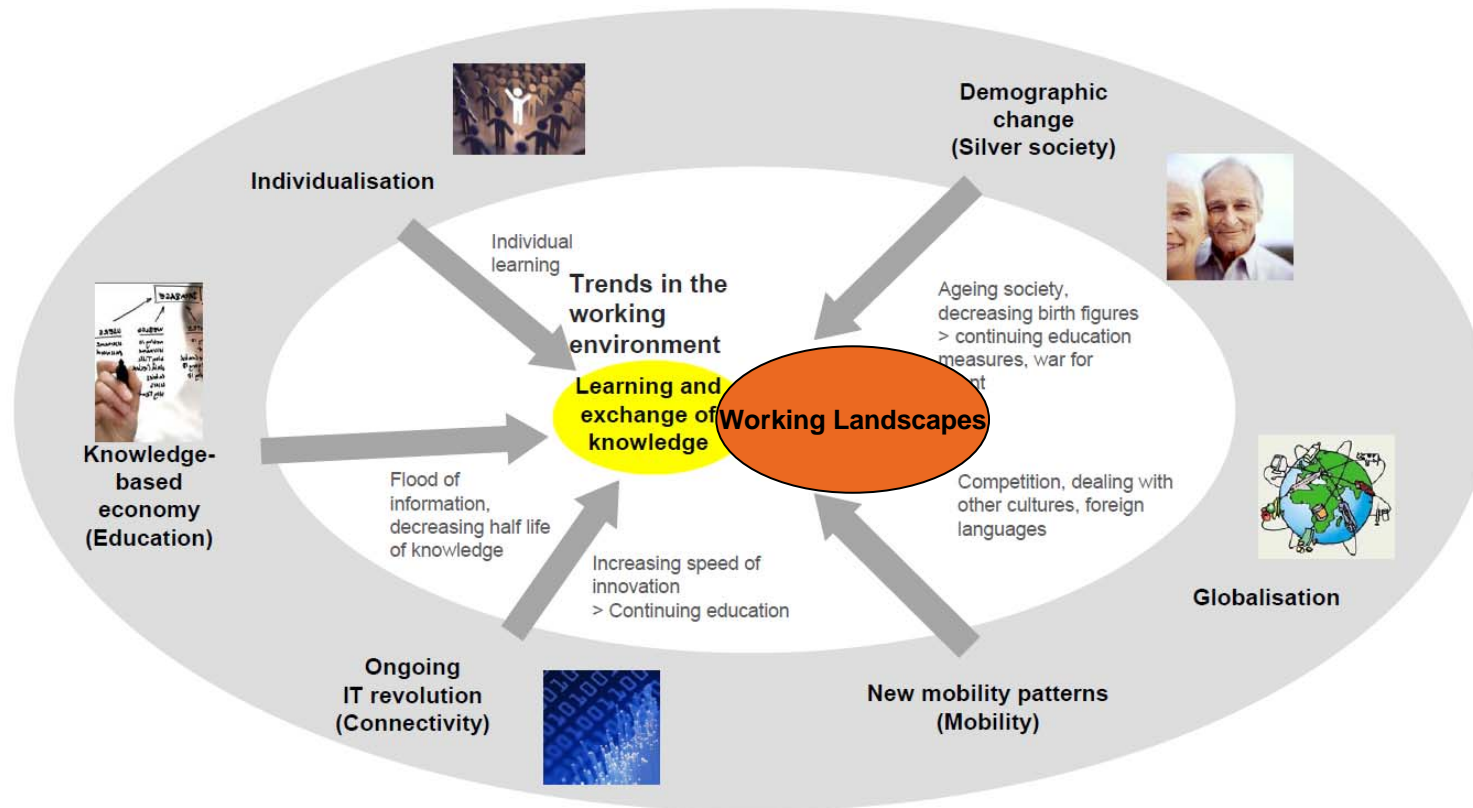 Demographic
change
(Silver society)
Individualisation
Individual
learning
Trends in the
working
environment
Ageing society,
decreasing birth figures
> continuing education
measures, war for
Learning and
exchange of
knowledge
Working Landscapes
Knowledge-
based
economy
(Education)
Flood of
information,
decreasing half life
of knowledge
Competition, dealing with
other cultures, foreign
languages
Increasing speed of
innovation
> Continuing education
Globalisation
Ongoing
IT revolution
(Connectivity)
New mobility patterns
(Mobility)